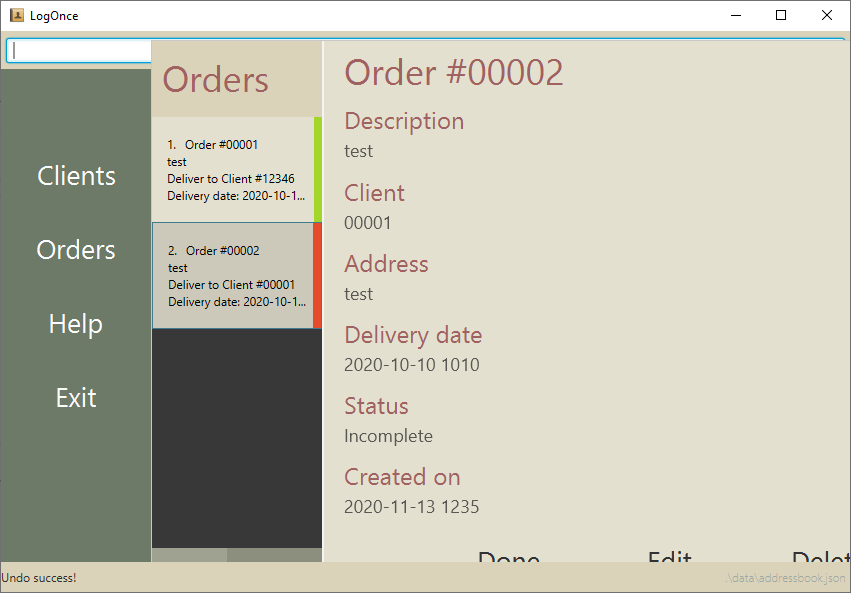 LogOnce
Clients
Orders
Help
Exit
Orders
1. Order #00001
test
Deliver to Client #12346
Delivery date: 2020-10-1...
2. Order #00002
test
Deliver to Client #00001
Delivery date: 2020-10-1...
Order #00002
Description
test
Client
00001
Address
test
Delivery date
2020-10-10 1010
Status
Incomplete
Created on
2020-11-13 1235
Done Edit Delet
Undo success!
.\data\addressbook.json